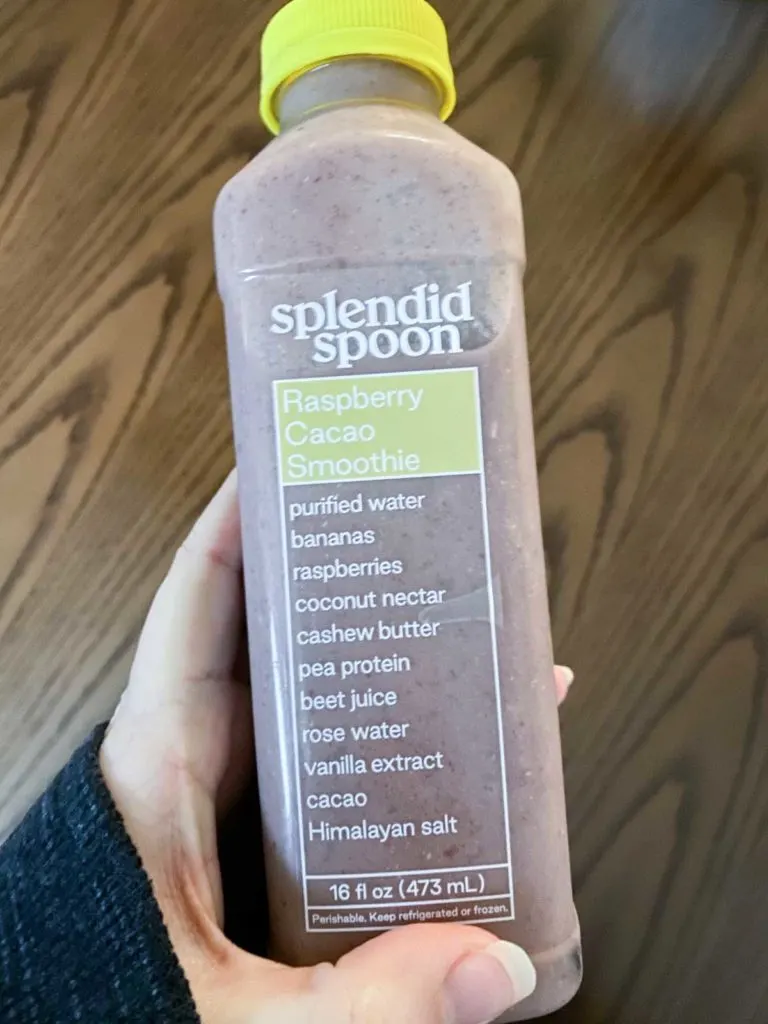 splendid
spoon
Raspberry
Cacao
Smoothie
purified water
bananas
raspberries
coconut nectar
cashew butter
pea protein
beet juice
rose water
vanilla extract
cacao
Himalayan salt
16 fl oz (473 mL)
Perishable. Keep refrigerated or frozen.